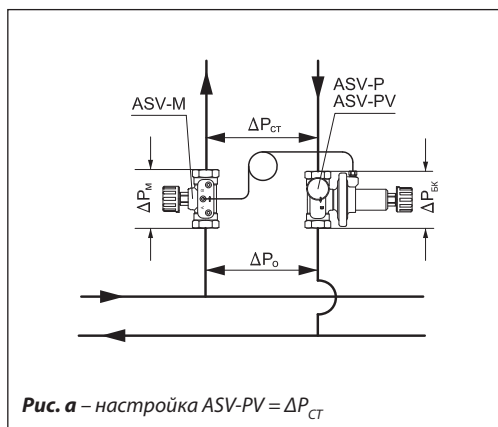 ASV-P
ASV-PV
ASV-M
ΔPст
ΔPм
ΔPБК
ΔPо
Рис. а – настройка ASV-PV = ΔPСТ